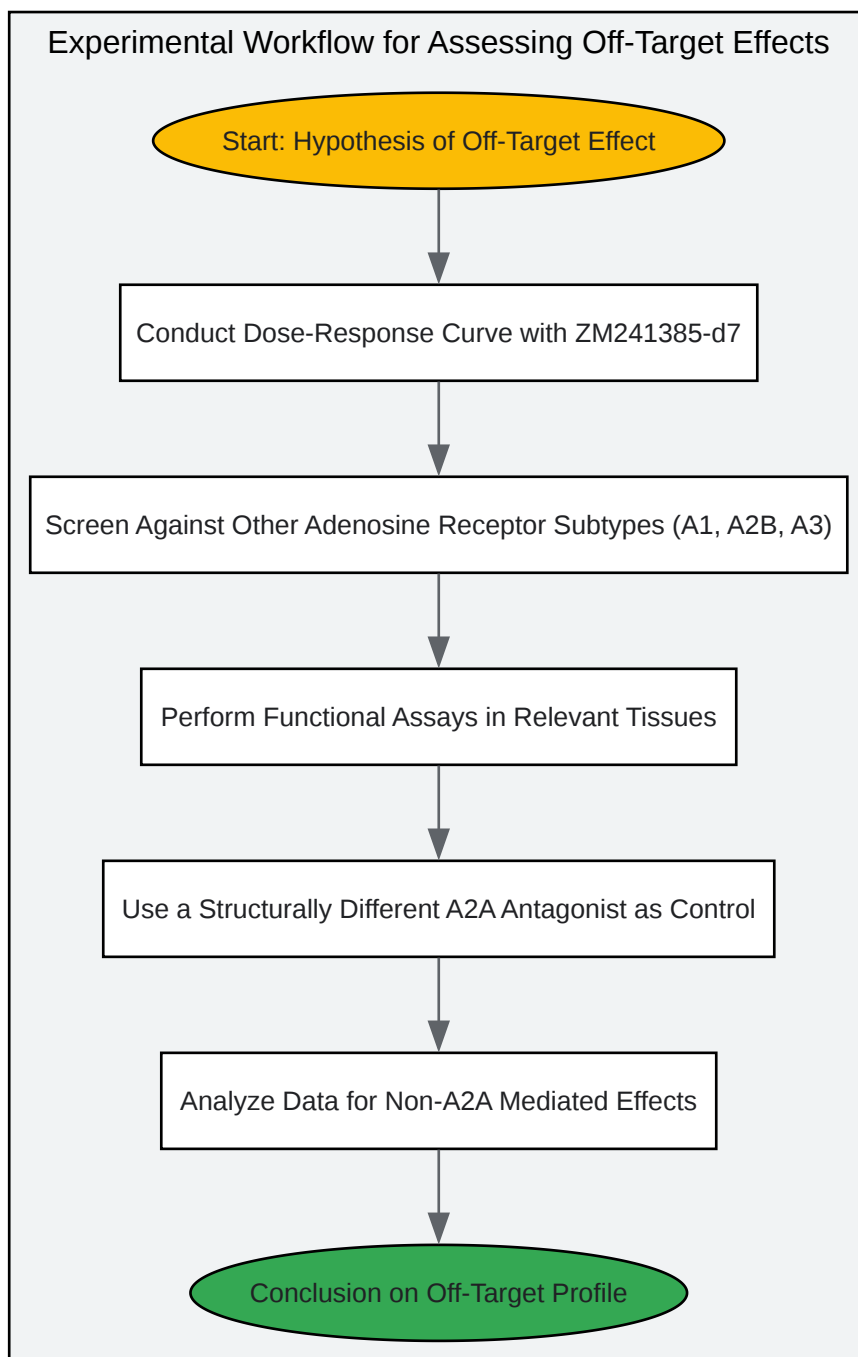 Experimental Workflow for Assessing Off-Target Effects
Start: Hypothesis of Off-Target Effect
Conduct Dose-Response Curve with ZM241385-d7
Screen Against Other Adenosine Receptor Subtypes (A1, A2B, A3)
Perform Functional Assays in Relevant Tissues
Use a Structurally Different A2A Antagonist as Control
Analyze Data for Non-A2A Mediated Effects
Conclusion on Off-Target Profile